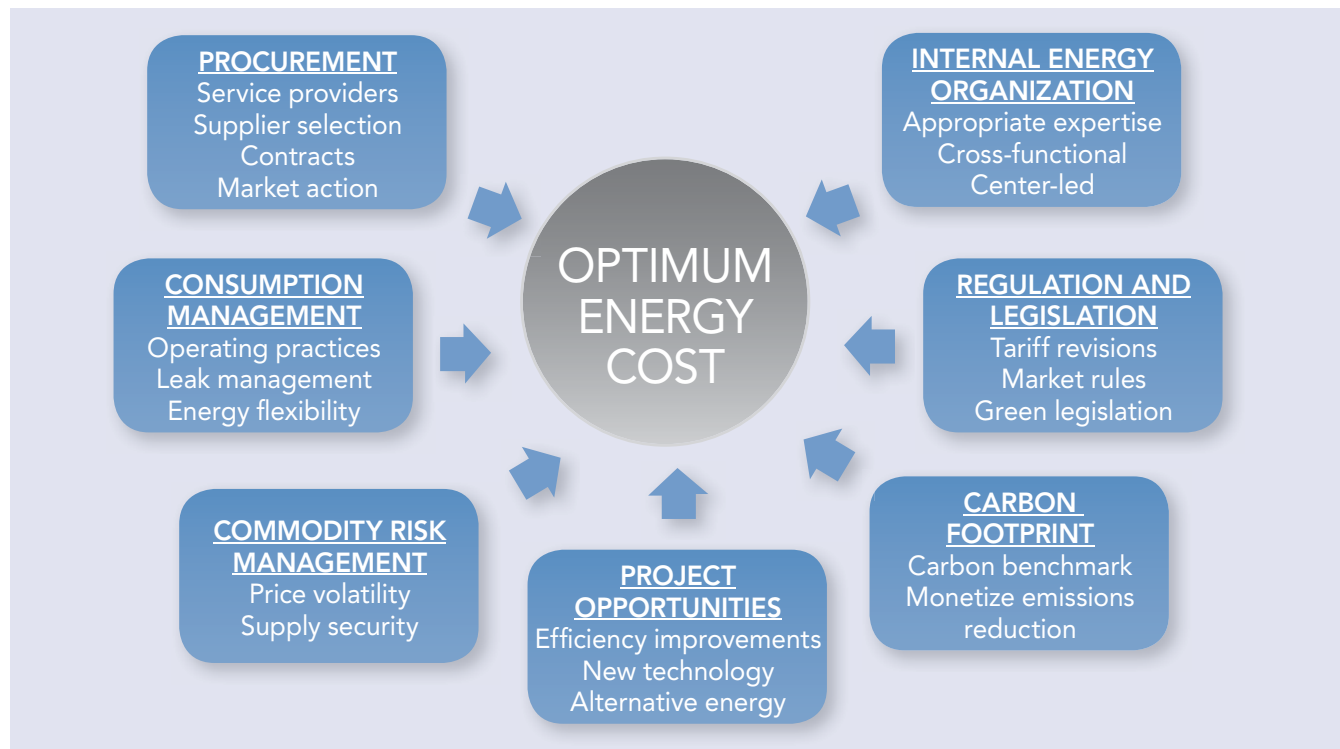 PROCUREMENT
Service providers
Supplier selection
Contracts
Market action
INTERNAL ENERGY
ORGANIZATION
Appropriate expertise
Cross-functional
Center-led
OPTIMUM
ENERGY
COST
CONSUMPTION
MANAGEMENT
Operating practices
Leak management
Energy flexibility
REGULATION AND
LEGISLATION
Tariff revisions
Market rules
Green legislation
COMMODITY RISK
MANAGEMENT
Price volatility
Supply security
PROJECT
OPPORTUNITIES
Efficiency improvements
New technology
Alternative energy
CARBON
FOOTPRINT
Carbon benchmark
Monetize emissions
reduction